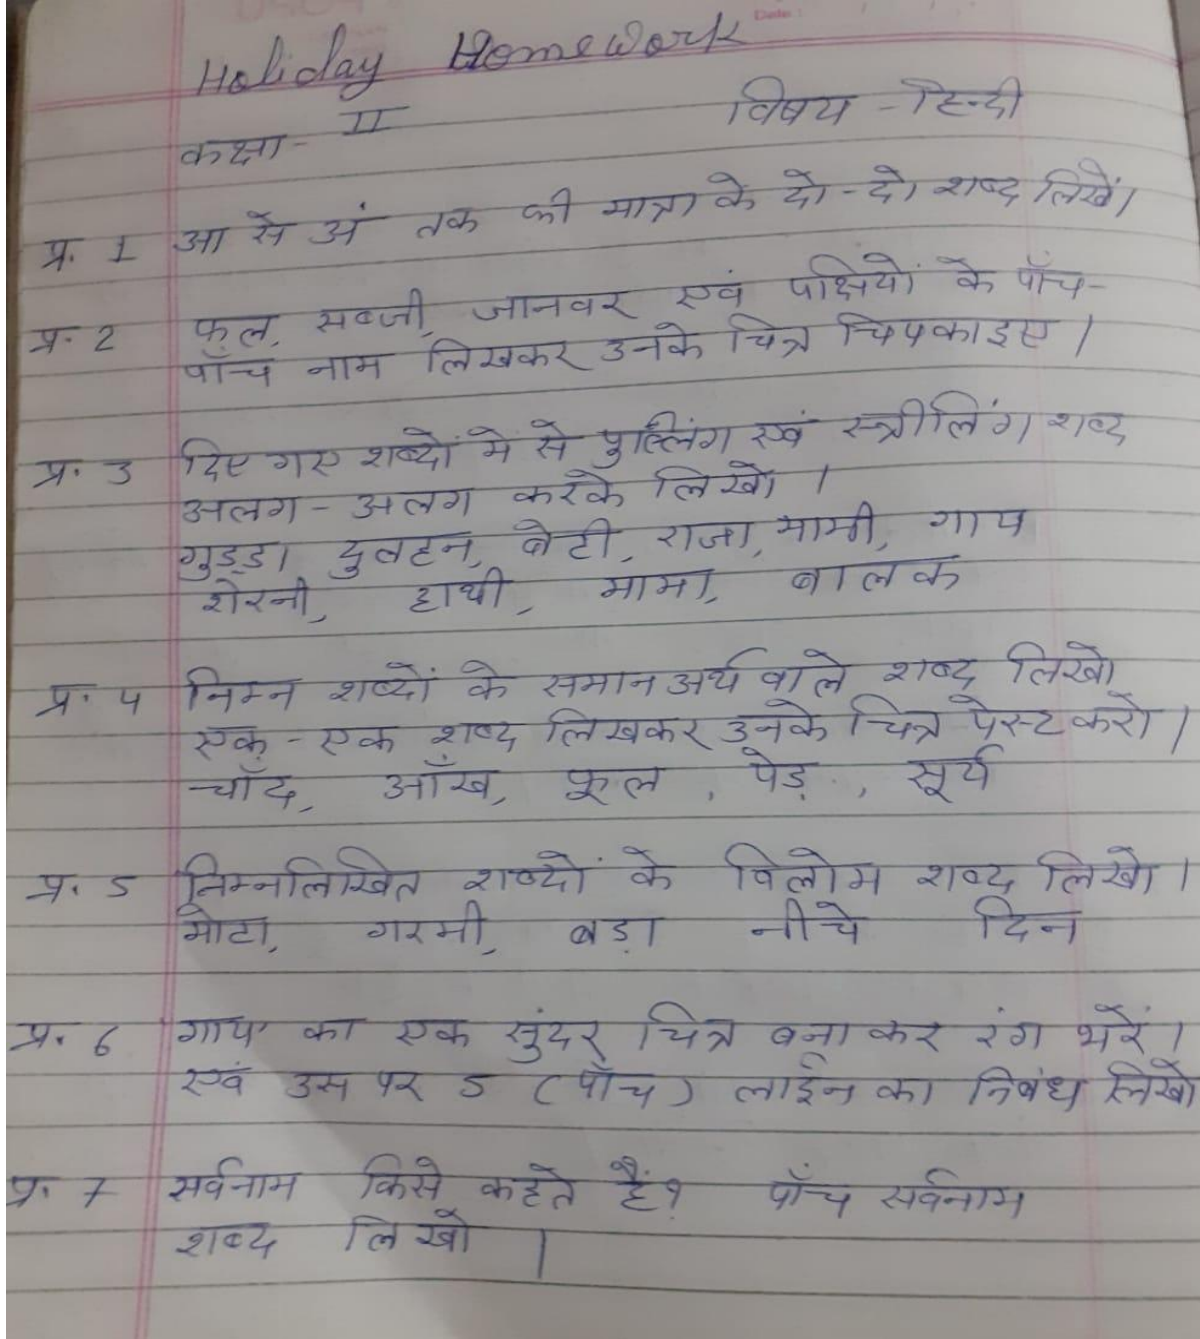 Date :
Holiday Homework
कक्षा- II विषय - हिन्दी
प्र. 1 आ से अं तक की मात्रा के दो-दो शब्द लिखें।
प्र. 2 फूल, सब्जी, जानवर एवं पक्षियों के पाँच-
पाँच नाम लिखकर उनके चित्र चिपकाइए।
प्र. 3 दिए गए शब्दों में से पुल्लिंग एवं स्त्रीलिंग शब्द
अलग-अलग करके लिखो।
गुड्डा दुलहन, बेटी, राजा, मामी, गाय
शेरनी, हाथी, मामा, बालक
प्र. 4 निम्न शब्दों के समान अर्थ वाले शब्द लिखो
एक-एक शब्द लिखकर उनके चित्र पेस्ट करो।
चाँद, आँख, फूल, पेड़, सूर्य
प्र. 5 निम्नलिखित शब्दों के विलोम शब्द लिखो।
मोटा, गरमी, बड़ा नीचे दिन
प्र. 6 गाय का एक सुंदर चित्र बना कर रंग भरें।
एवं उस पर 5 (पाँच) लाईन का निबंध लिखो
प्र. 7 सर्वनाम किसे कहते हैं? पाँच सर्वनाम
शब्द लिखो।